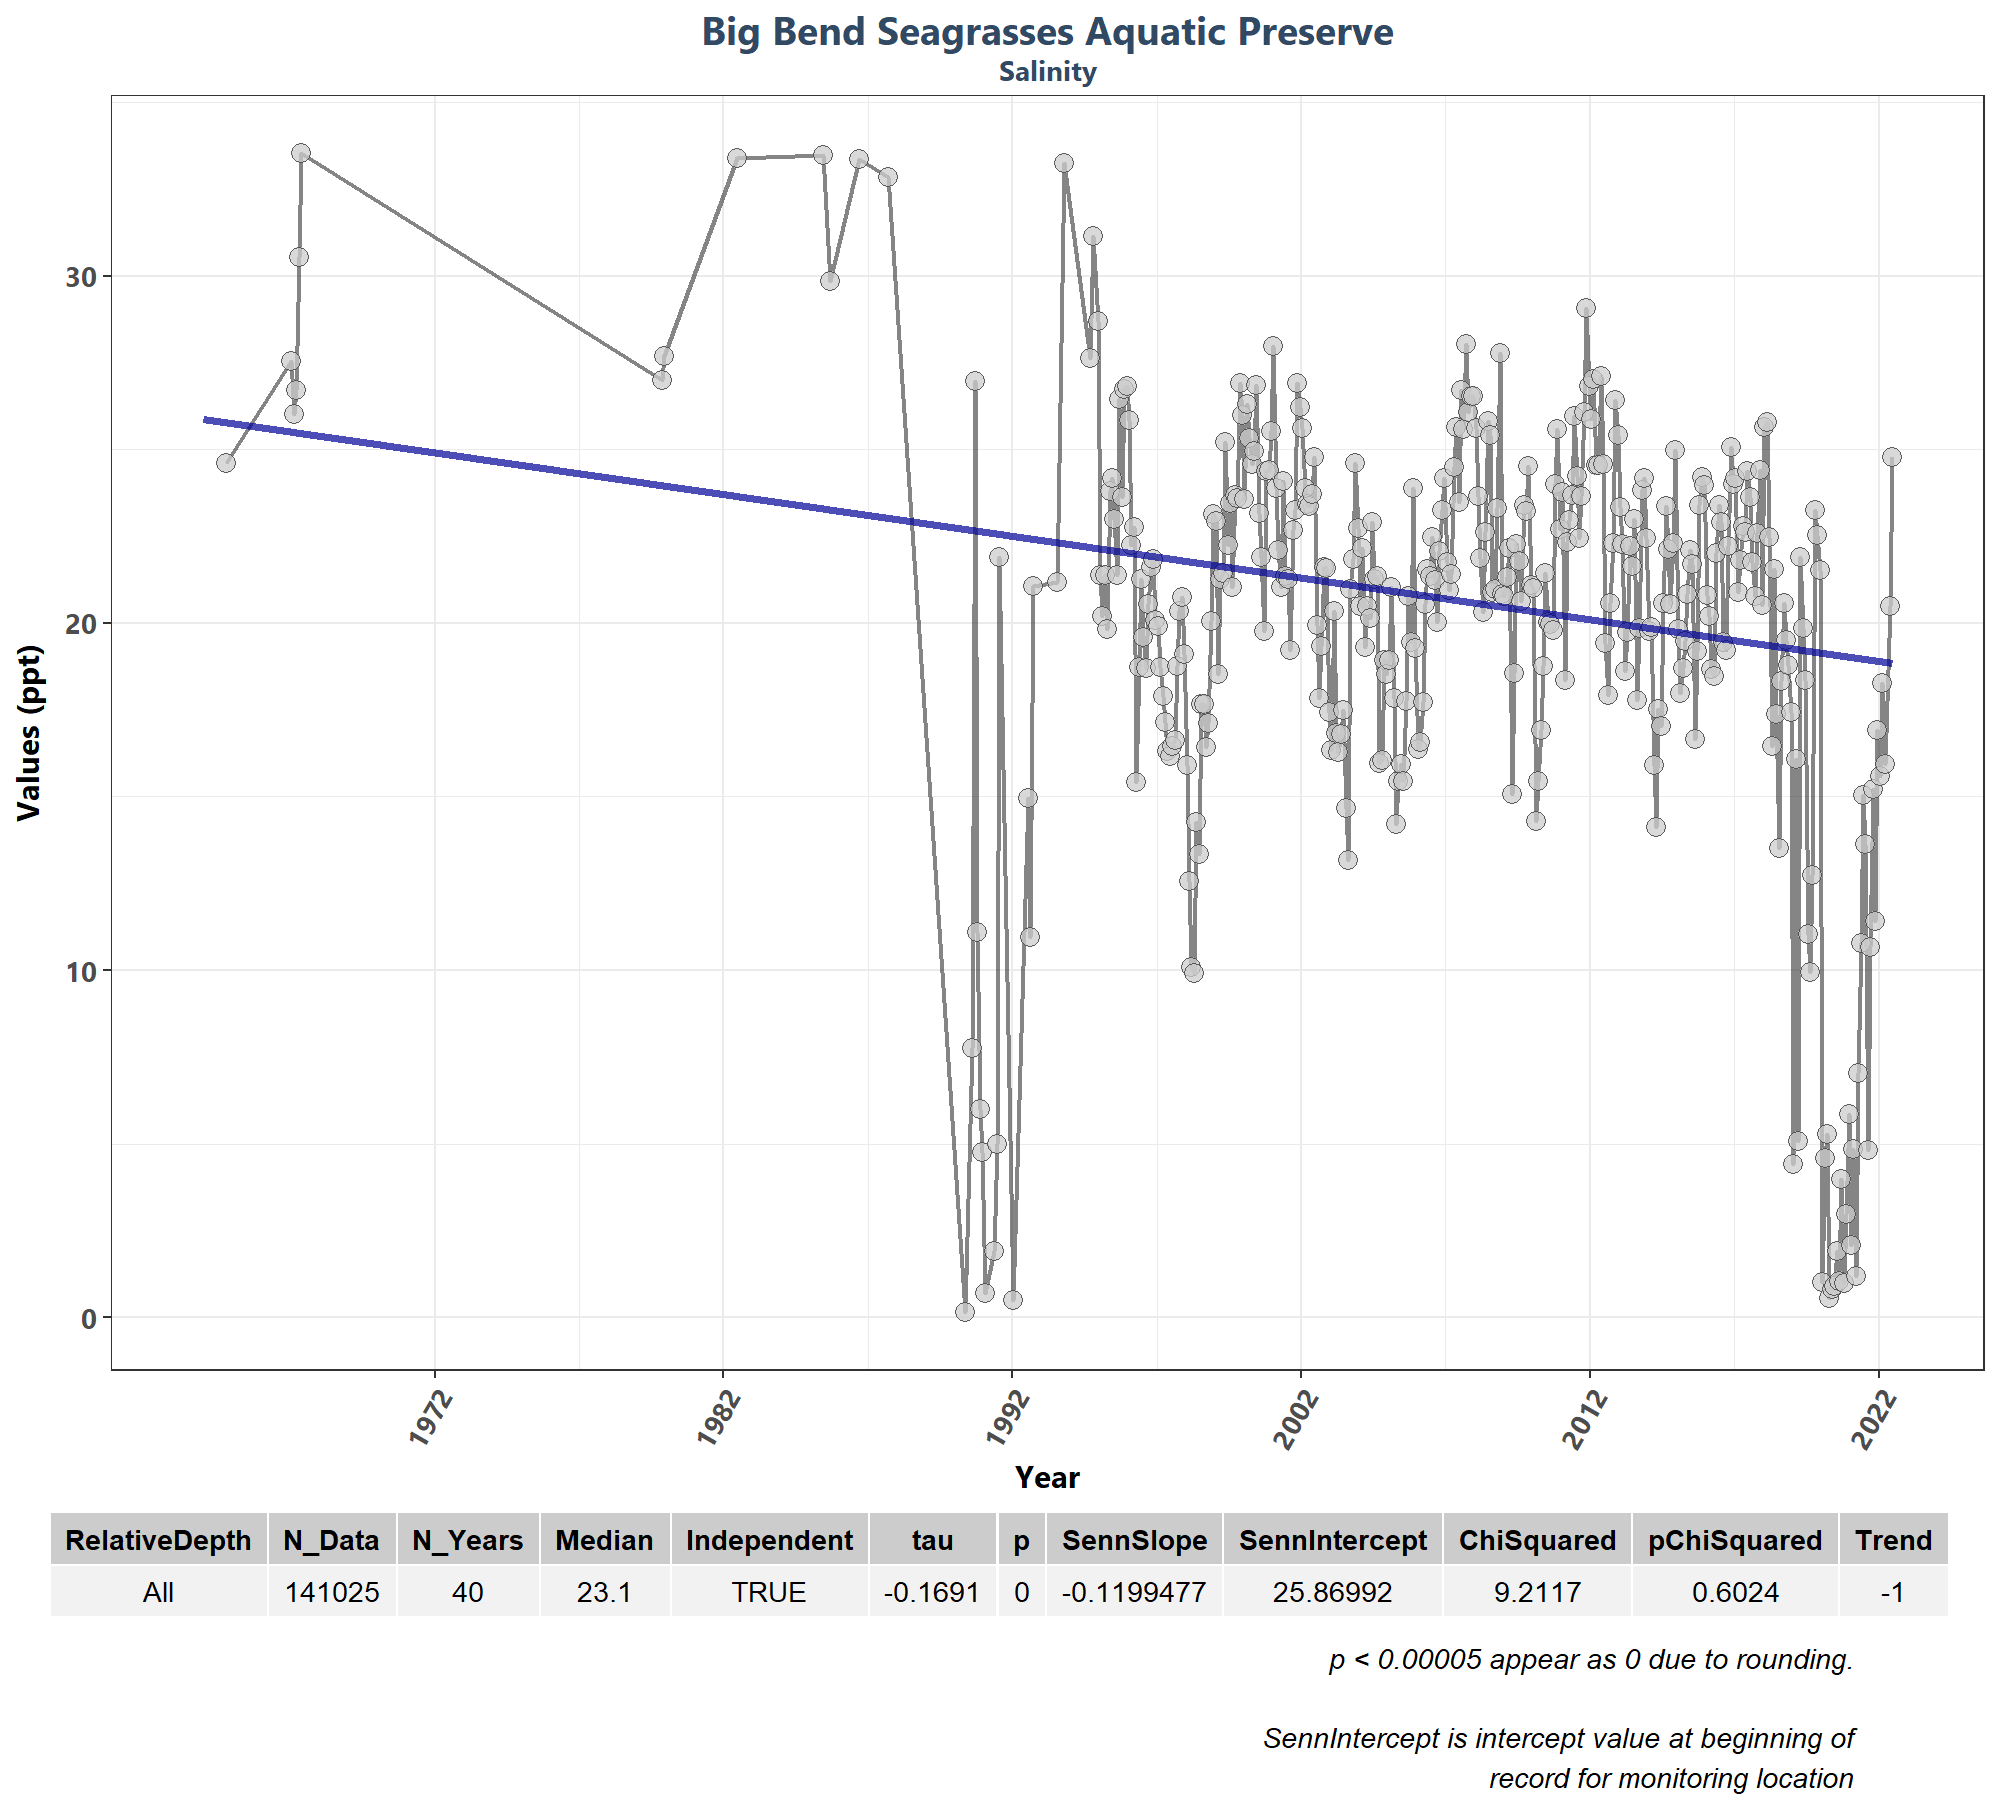 Big Bend Seagrasses Aquatic Preserve
Salinity
30
20
10
0
Values (ppt)
1972 1982 1992 2002 2012 2022
Year
RelativeDepth N_Data N_Years Median Independent tau p SennSlope SennIntercept ChiSquared pChiSquared Trend
All 141025 40 23.1 TRUE -0.1691 0 -0.1199477 25.86992 9.2117 0.6024 -1
p < 0.00005 appear as 0 due to rounding.
SennIntercept is intercept value at beginning of
record for monitoring location